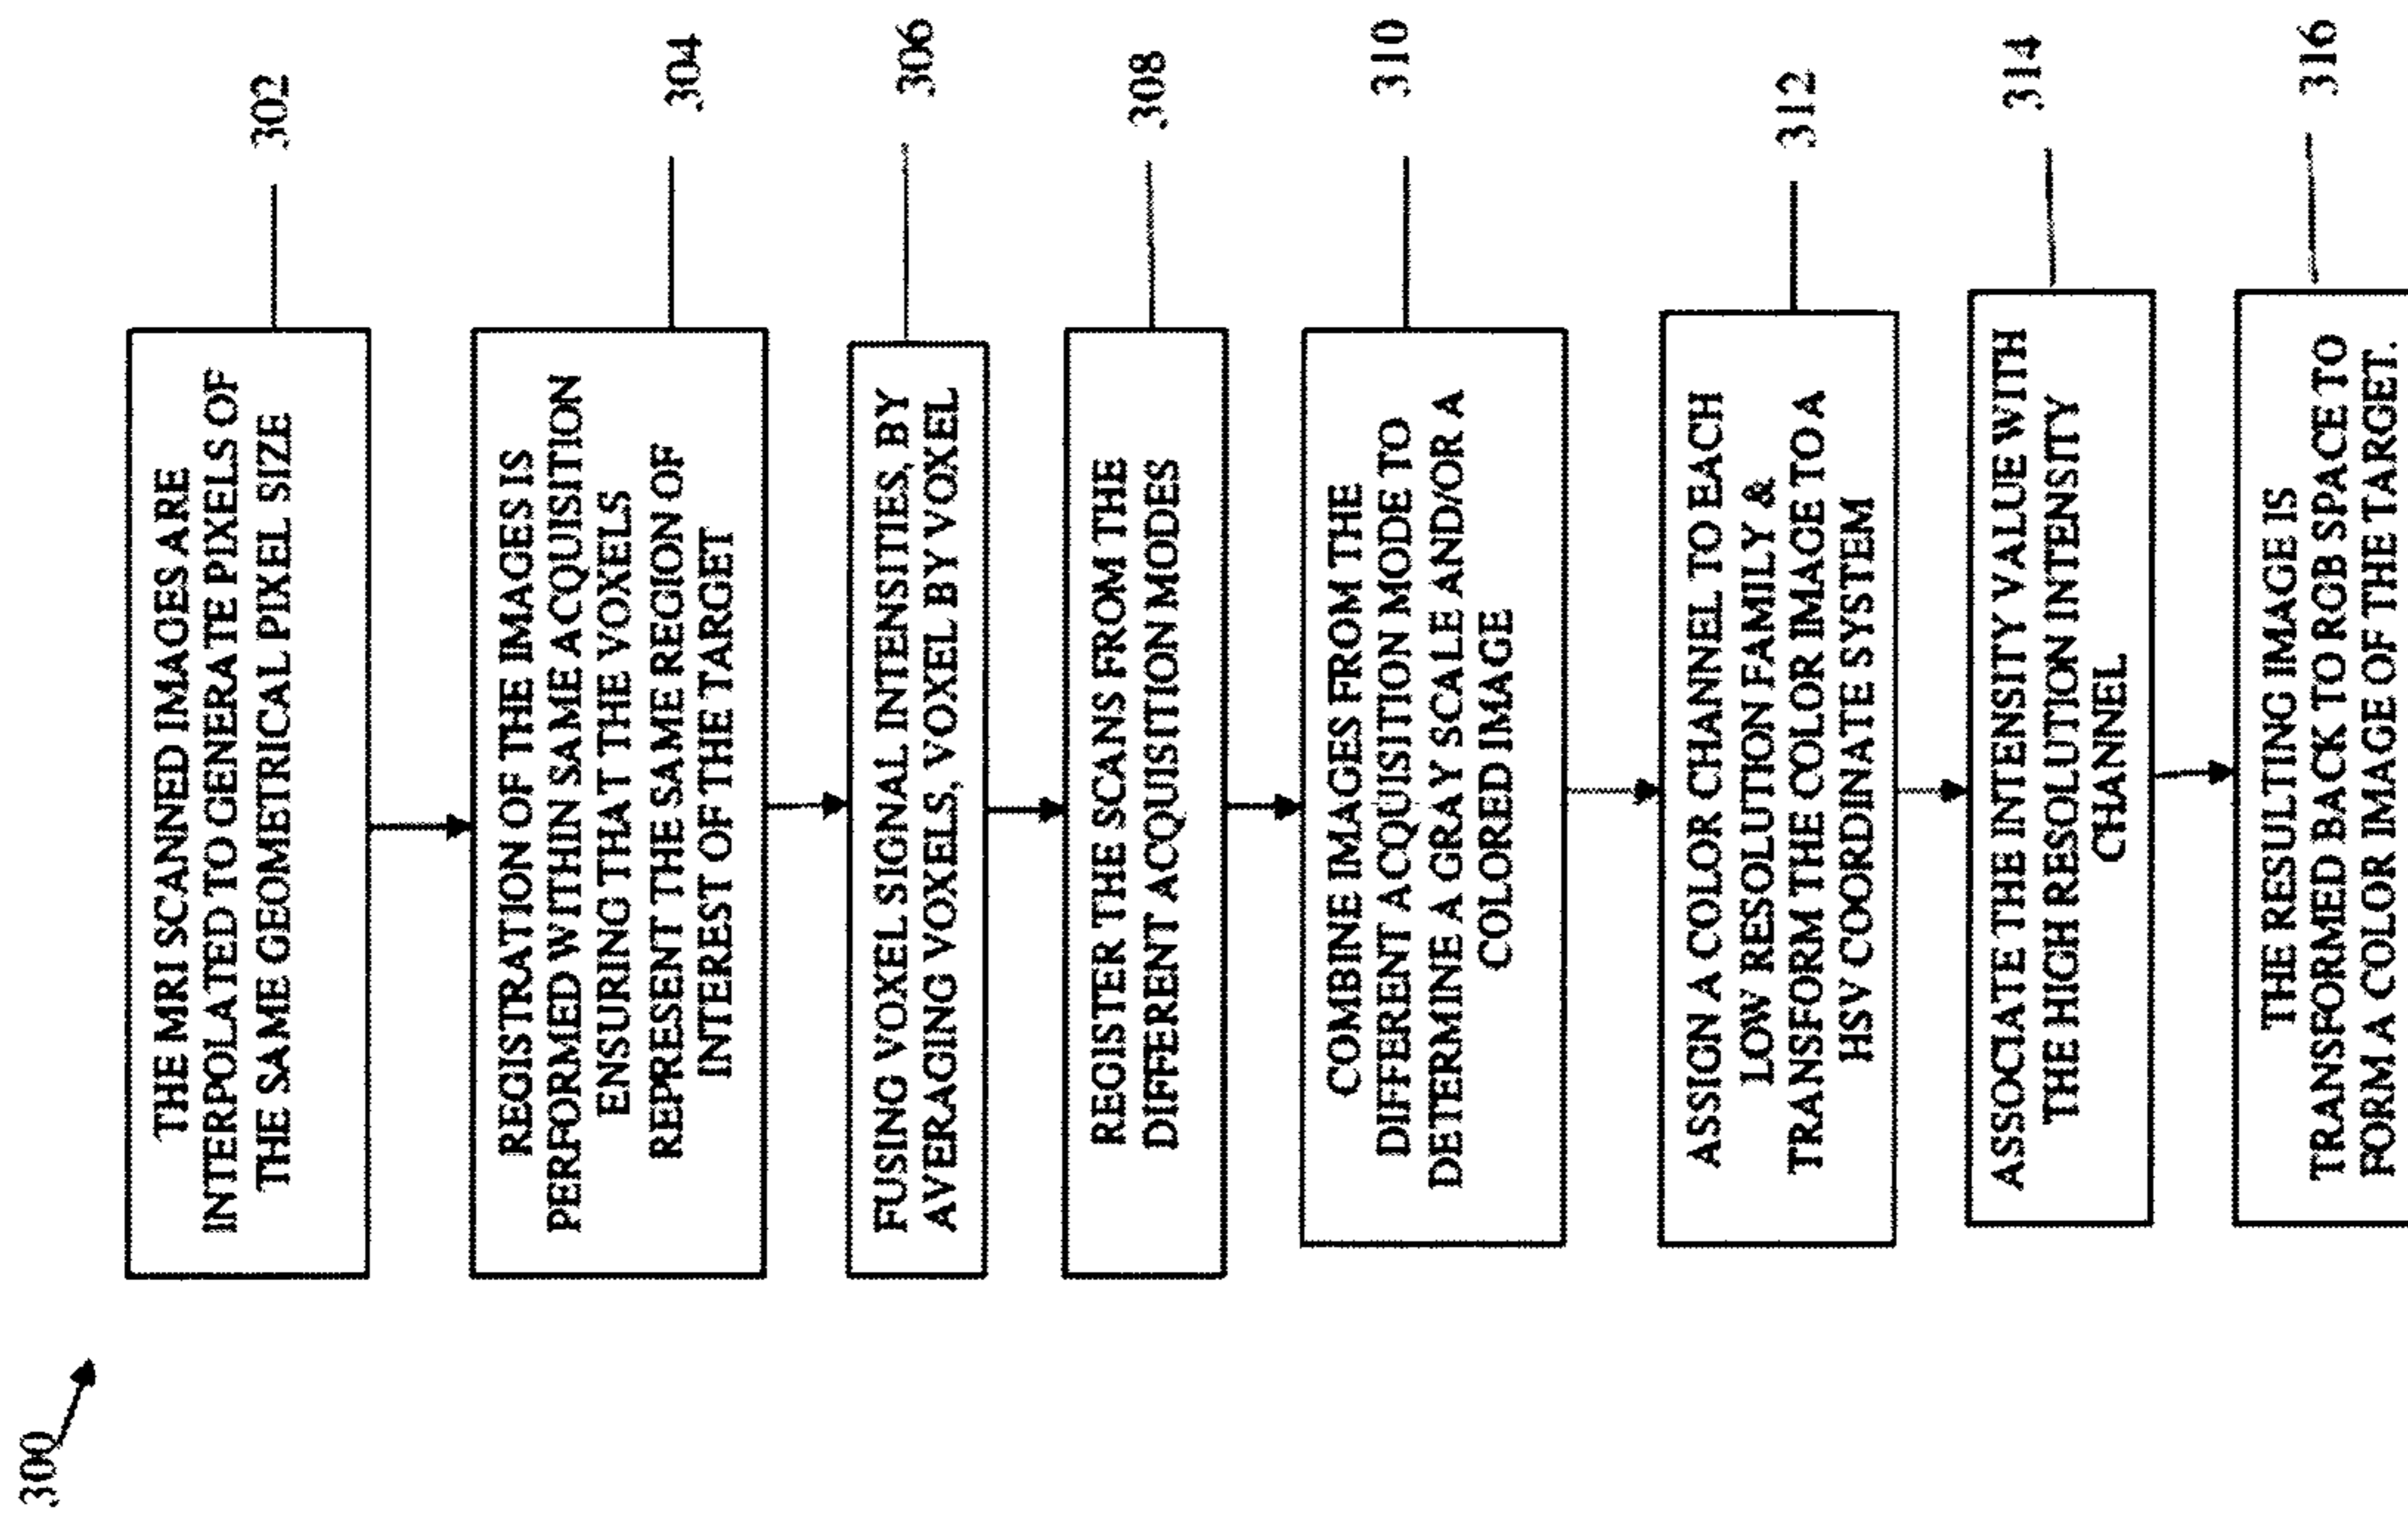 300
THE MRI SCANNED IMAGES ARE
INTERPOLATED TO GENERATE PIXELS OF
THE SAME GEOMETRICAL PIXEL SIZE
302
REGISTRATION OF THE IMAGES IS
PERFORMED WITHIN SAME ACQUISITION
ENSURING THAT THE VOXELS
REPRESENT THE SAME REGION OF
INTEREST OF THE TARGET
304
FUSING VOXEL SIGNAL INTENSITIES, BY
AVERAGING VOXELS, VOXEL BY VOXEL
306
REGISTER THE SCANS FROM THE
DIFFERENT ACQUISITION MODES
308
COMBINE IMAGES FROM THE
DIFFERENT ACQUISITION MODE TO
DETERMINE A GRAY SCALE AND/OR A
COLORED IMAGE
310
ASSIGN A COLOR CHANNEL TO EACH
LOW RESOLUTION FAMILY &
TRANSFORM THE COLOR IMAGE TO A
HSV COORDINATE SYSTEM
312
ASSOCIATE THE INTENSITY VALUE WITH
THE HIGH RESOLUTION INTENSITY
CHANNEL
314
THE RESULTING IMAGE IS
TRANSFORMED BACK TO RGB SPACE TO
FORM A COLOR IMAGE OF THE TARGET.
316